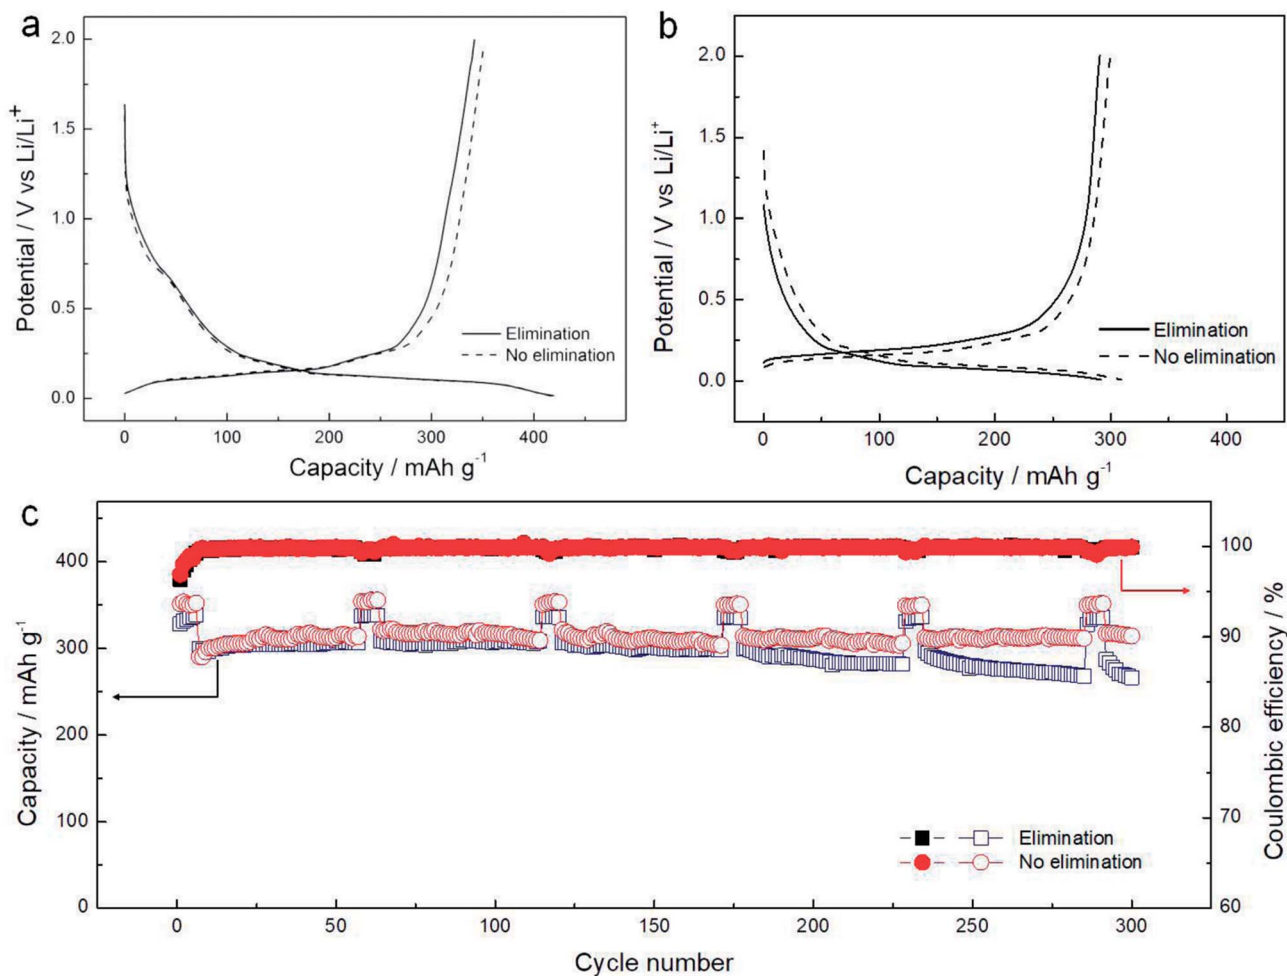 a
2.0
1.5
1.0
0.5
0.0
Potential / V vs Li/Li+
Elimination
No elimination
0 100 200 300 400
Capacity / mAh g-1
b
2.0
1.5
1.0
0.5
0.0
Potential / V vs Li/Li+
Elimination
No elimination
0 100 200 300 400
Capacity / mAh g-1
c
400
300
200
100
0
Capacity / mAh g-1
100
90
80
70
60
Coulombic efficiency / %
Elimination
No elimination
0 50 100 150 200 250 300
Cycle number